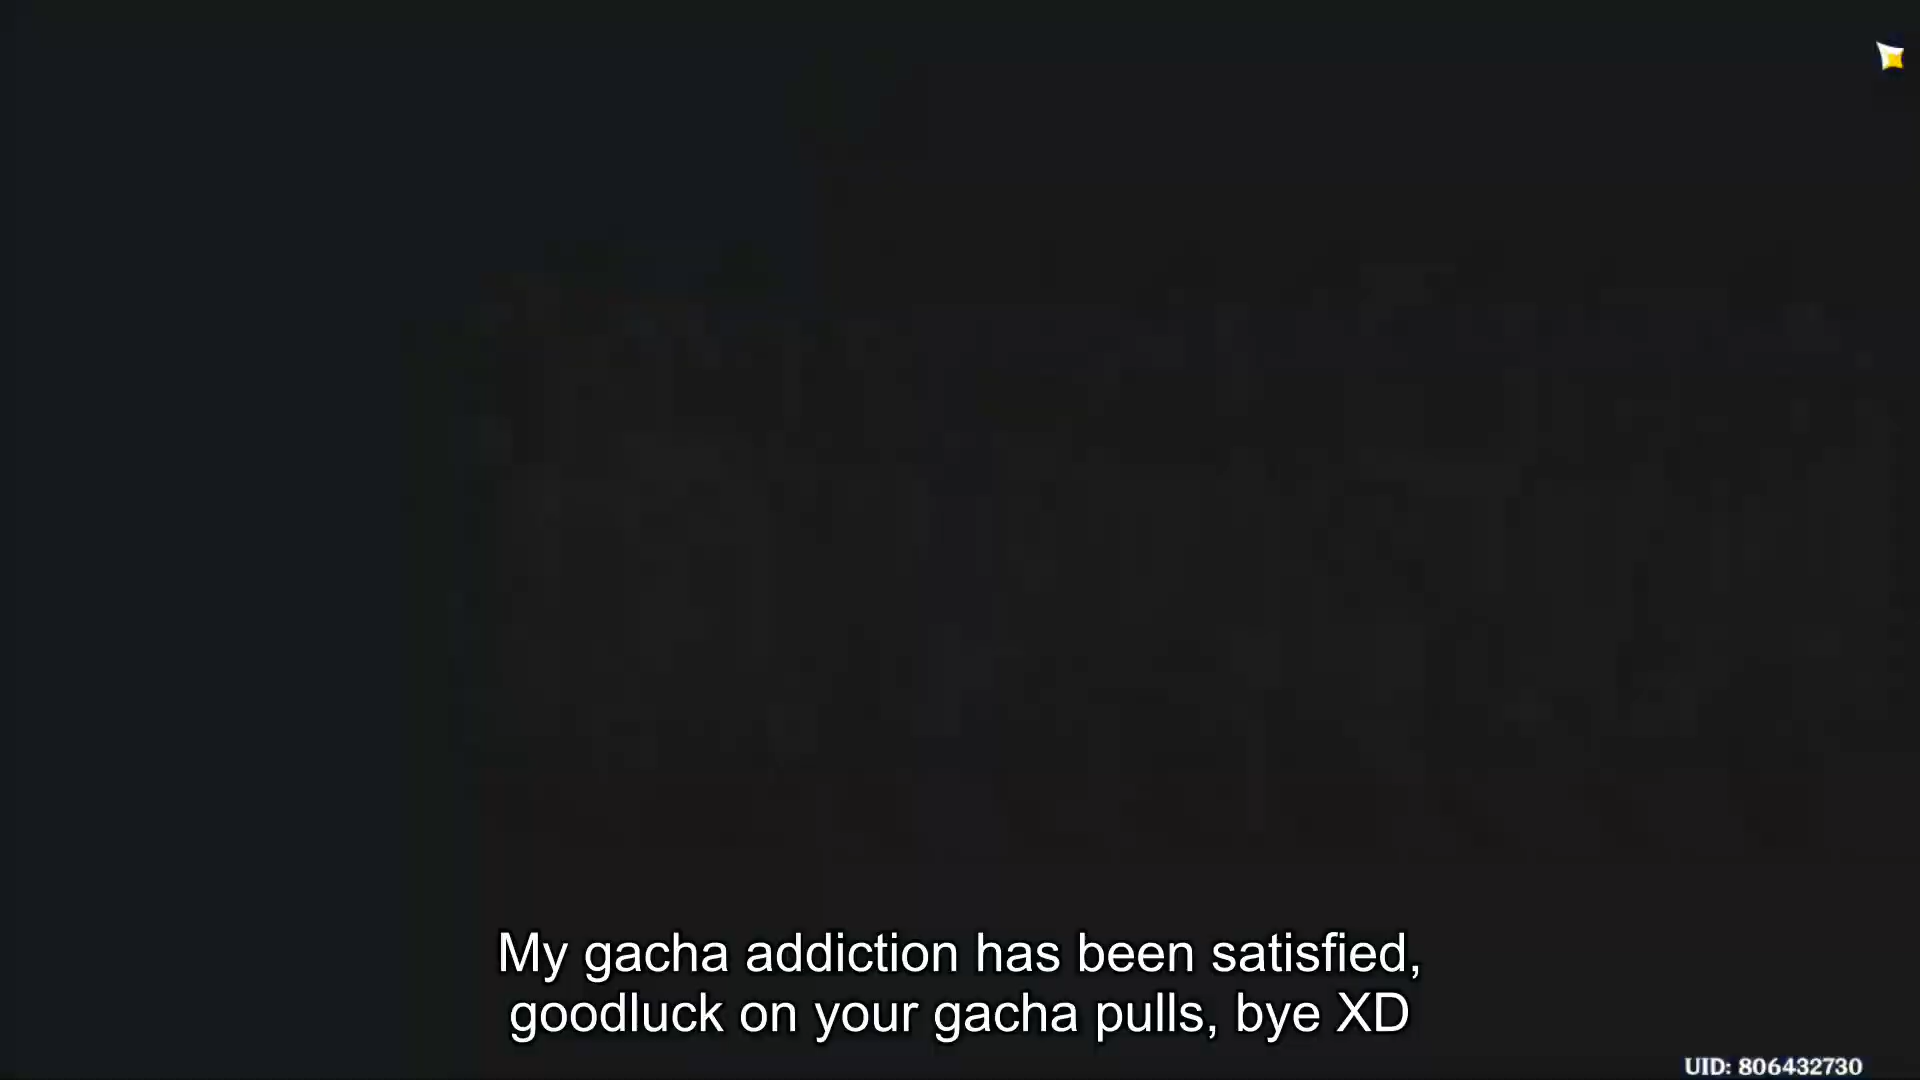 My gacha addiction has been satisfied,
goodluck on your gacha pulls, bye XD
UID: 806432730